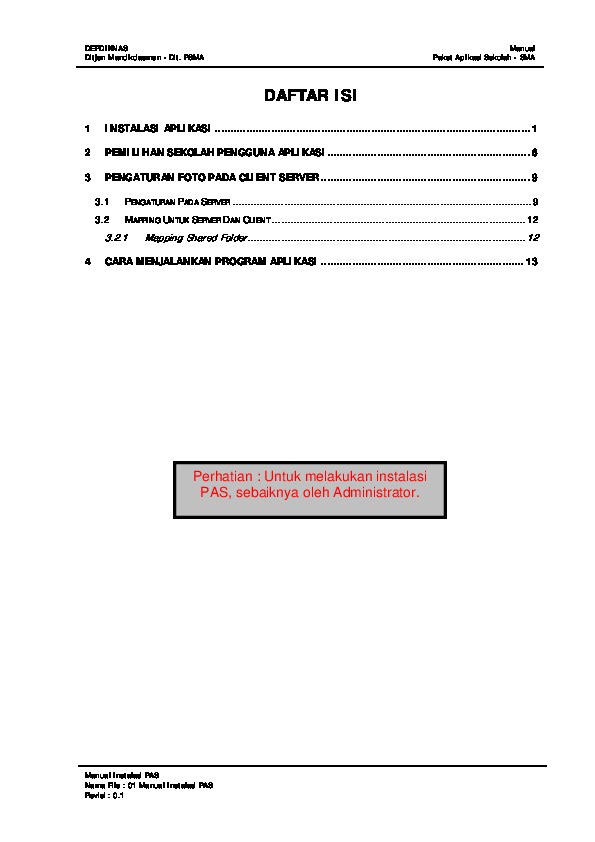 DEPDIKNAS Manual
Ditjen Mandikdasmen - Dit. PSMA Paket Aplikasi Sekolah - SMA
DAFTAR ISI
1 INSTALASI APLIKASI ........................................................................................................ 1
2 PEMILIHAN SEKOLAH PENGGUNA APLIKASI ................................................................. 6
3 PENGATURAN FOTO PADA CLIENT SERVER ................................................................... 9
3.1 PENGATURAN PADA SERVER ........................................................................................................ 9
3.2 MAPPING UNTUK SERVER DAN CLIENT ....................................................................................... 12
3.2.1 Mapping Shared Folder ................................................................................................ 12
4 CARA MENJALANKAN PROGRAM APLIKASI ................................................................. 13
Perhatian : Untuk melakukan instalasi
PAS, sebaiknya oleh Administrator.
Manual Instalasi PAS
Nama File : 01 Manual Instalasi PAS
Revisi : 0.1